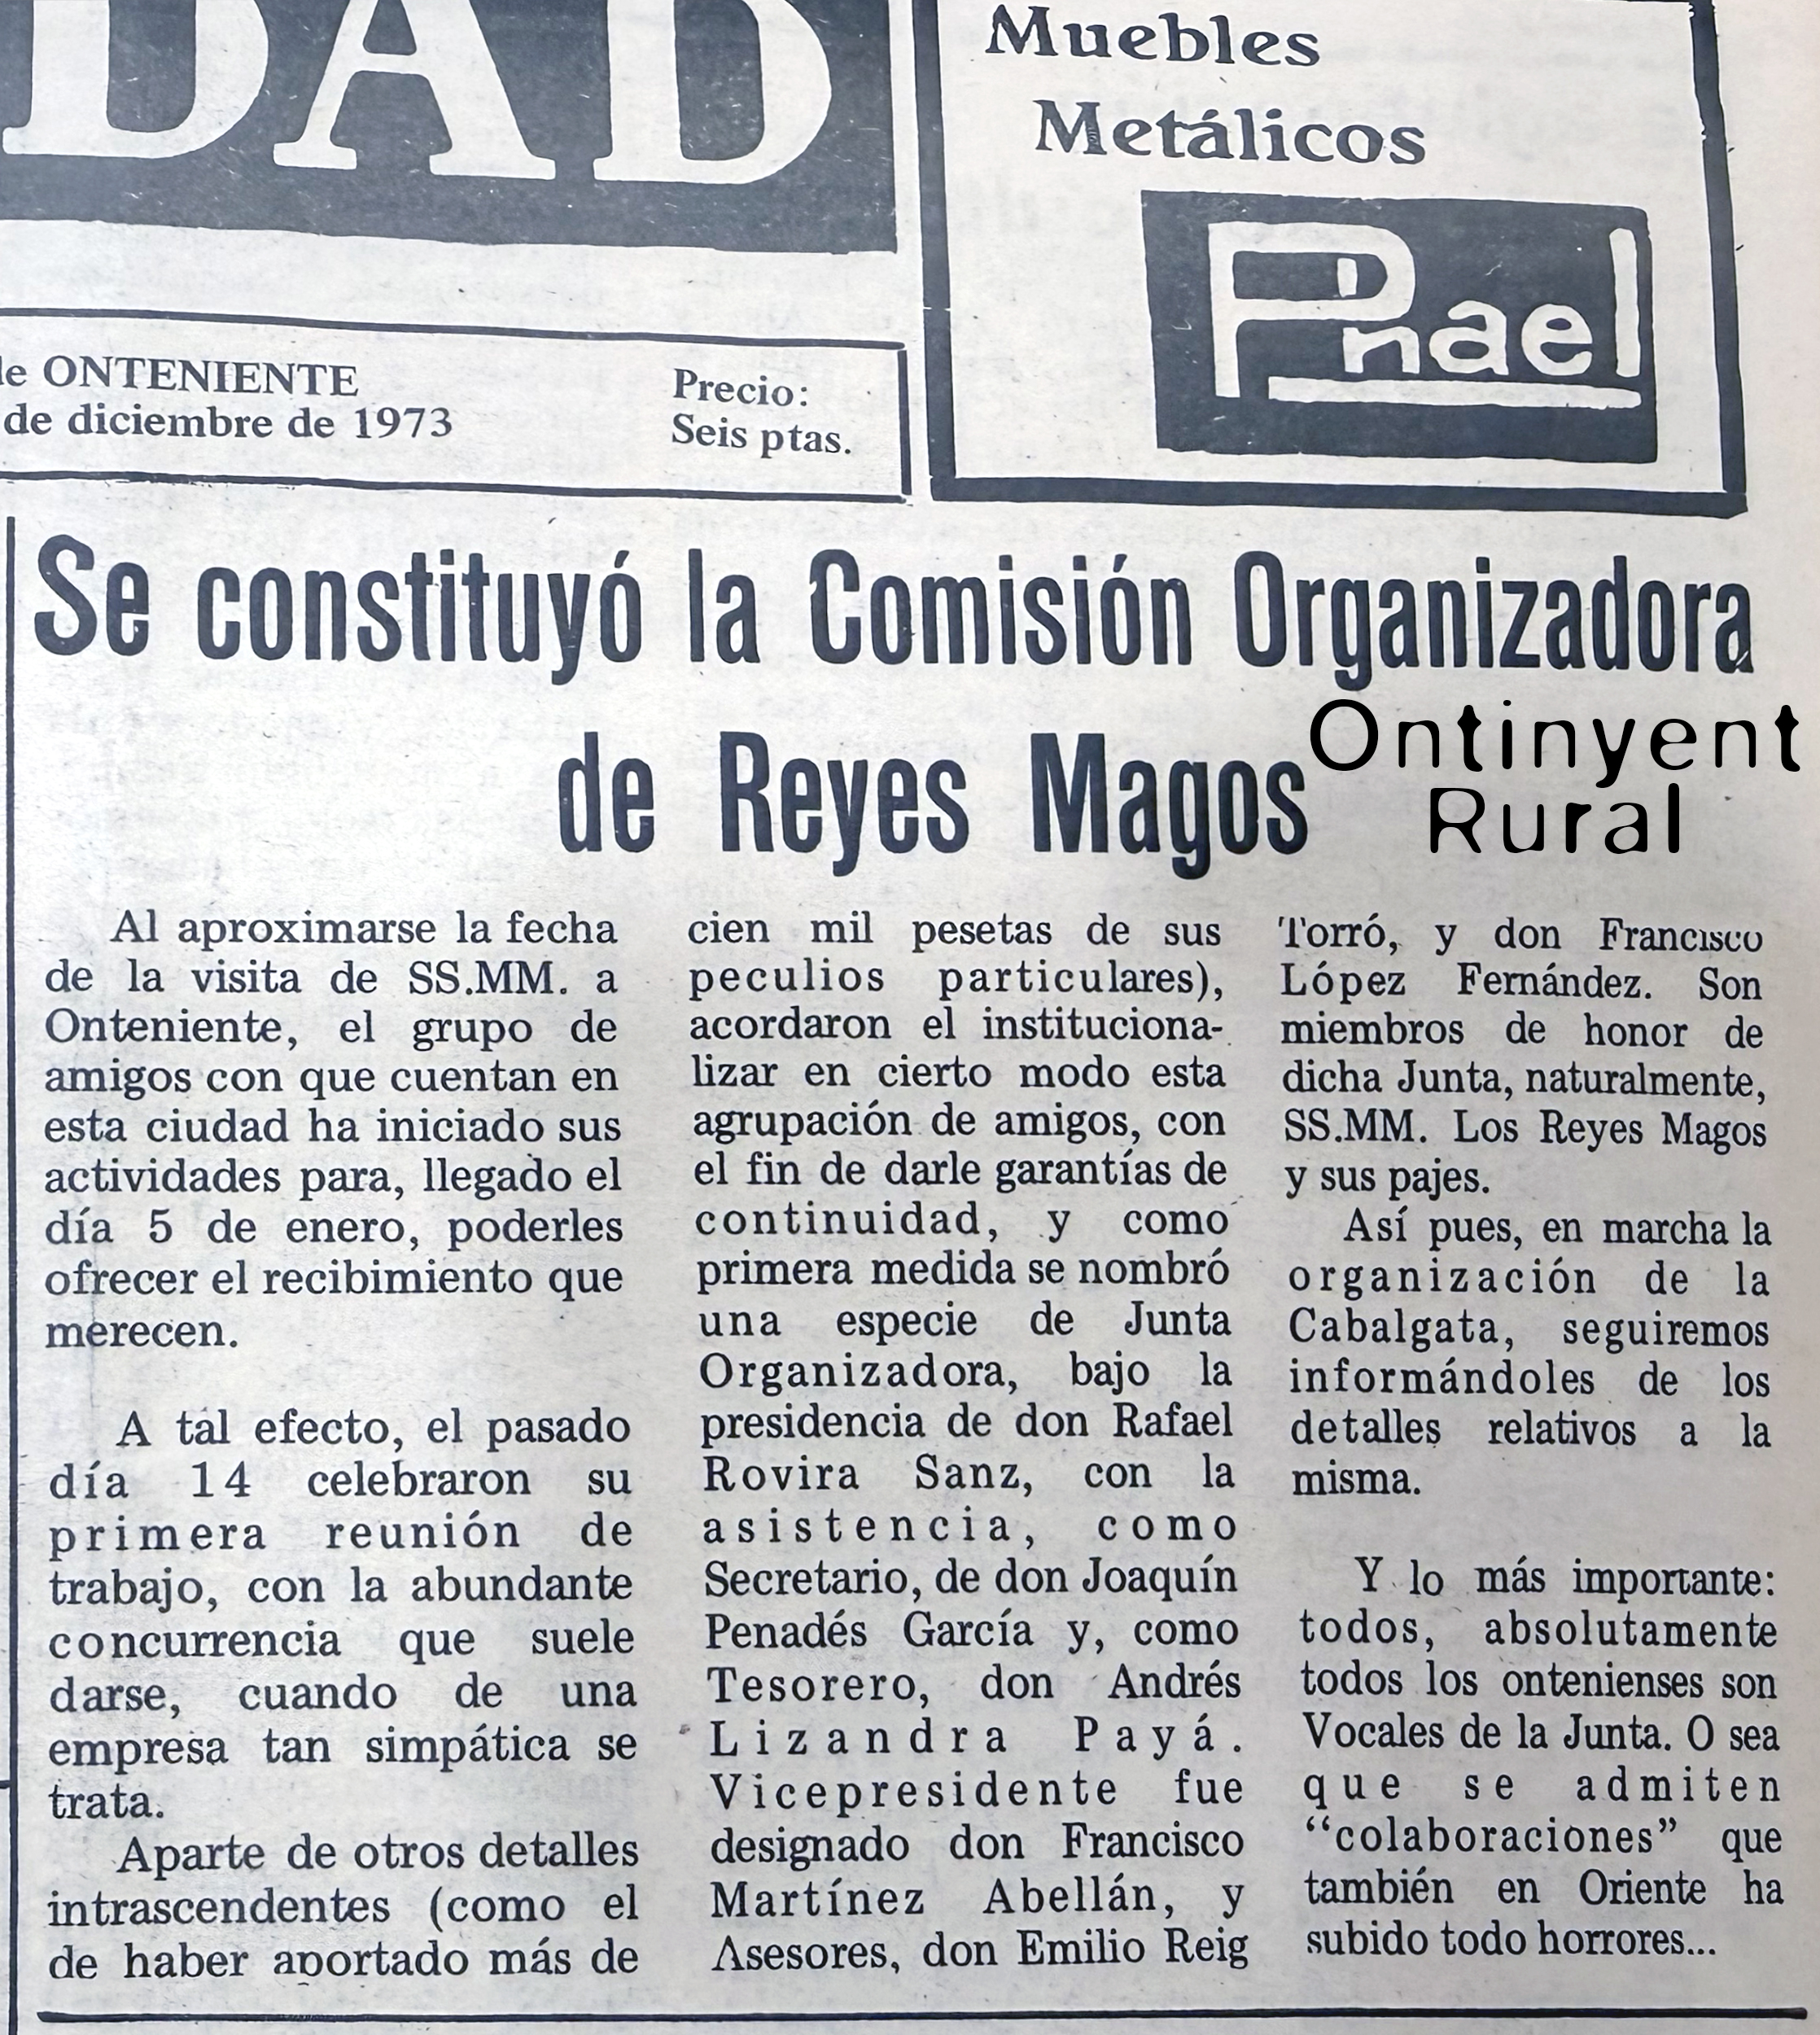 DAD
de ONTENIENTE
de diciembre de 1973
Precio:
Seis ptas.
Muebles
Metálicos
Pnael
Se constituyó la Comisión Organizadora
de Reyes Magos
Ontinyent
Rural
Al aproximarse la fecha
de la visita de SS.MM. a
Onteniente, el grupo de
amigos con que cuentan en
esta ciudad ha iniciado sus
actividades para, llegado el
día 5 de enero, poderles
ofrecer el recibimiento que
merecen.
A tal efecto, el pasado
día 14 celebraron su
primera reunión de
trabajo, con la abundante
concurrencia que suele
darse, cuando de una
empresa tan simpática se
trata.
Aparte de otros detalles
intrascendentes (como el
de haber aportado más de
cien mil pesetas de sus
peculios particulares),
acordaron el instituciona-
lizar en cierto modo esta
agrupación de amigos, con
el fin de darle garantías de
continuidad, y como
primera medida se nombró
una especie de Junta
Organizadora, bajo la
presidencia de don Rafael
Rovira Sanz, con la
asistencia, como
Secretario, de don Joaquín
Penadés García y, como
Tesorero, don Andrés
Lizandra Payá.
Vicepresidente fue
designado don Francisco
Martínez Abellán, y
Asesores, don Emilio Reig
Torró, y don Francisco
López Fernández. Son
miembros de honor de
dicha Junta, naturalmente,
SS.MM. Los Reyes Magos
y sus pajes.
Así pues, en marcha la
organización de la
Cabalgata, seguiremos
informándoles de los
detalles relativos a la
misma.
Y lo más importante:
todos, absolutamente
todos los ontenienses son
Vocales de la Junta. O sea
que se admiten
“colaboraciones” que
también en Oriente ha
subido todo horrores...